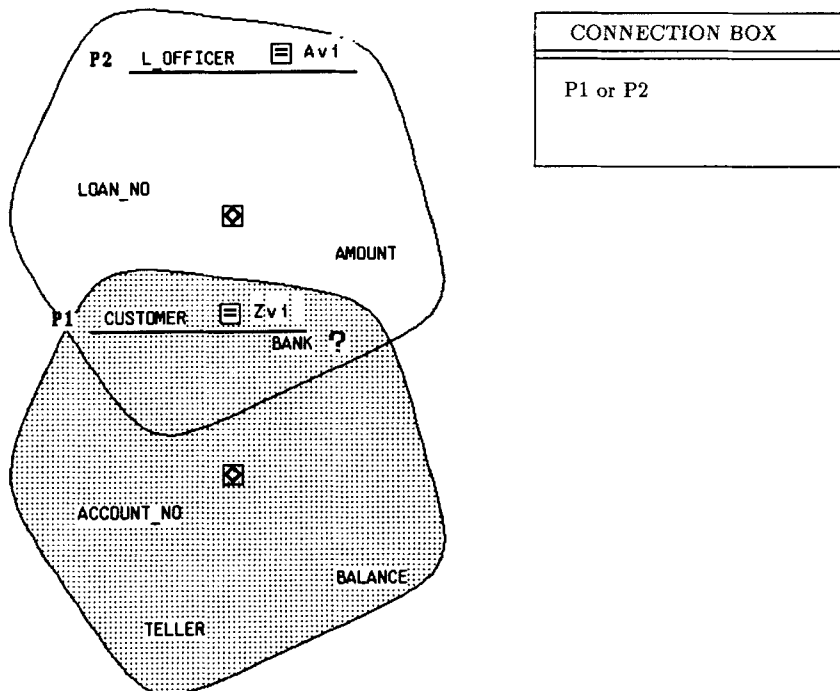 P2 L_OFFICER = Avi
CONNECTION BOX
P1 or P2
LOAN_NO
AMOUNT
P1 CUSTOMER = Zvi
BANK ?
ACCOUNT_NO
BALANCE
TELLER